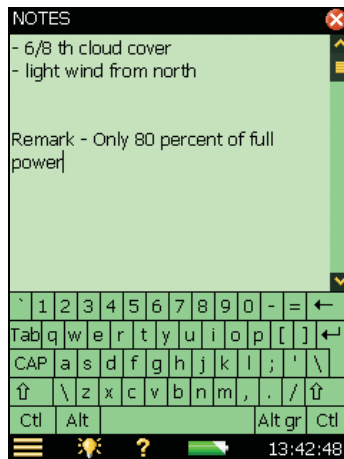 NOTES
- 6/8 th cloud cover
- light wind from north
Remark - Only 80 percent of full
power
` 1 2 3 4 5 6 7 8 9 0 - = ←
Tab q w e r t y u i o p [ ] ↵
CAP a s d f g h j k l ; ' \
⇧ \ z x c v b n m , . / ⇧
Ctl Alt Alt gr Ctl
? 13:42:48